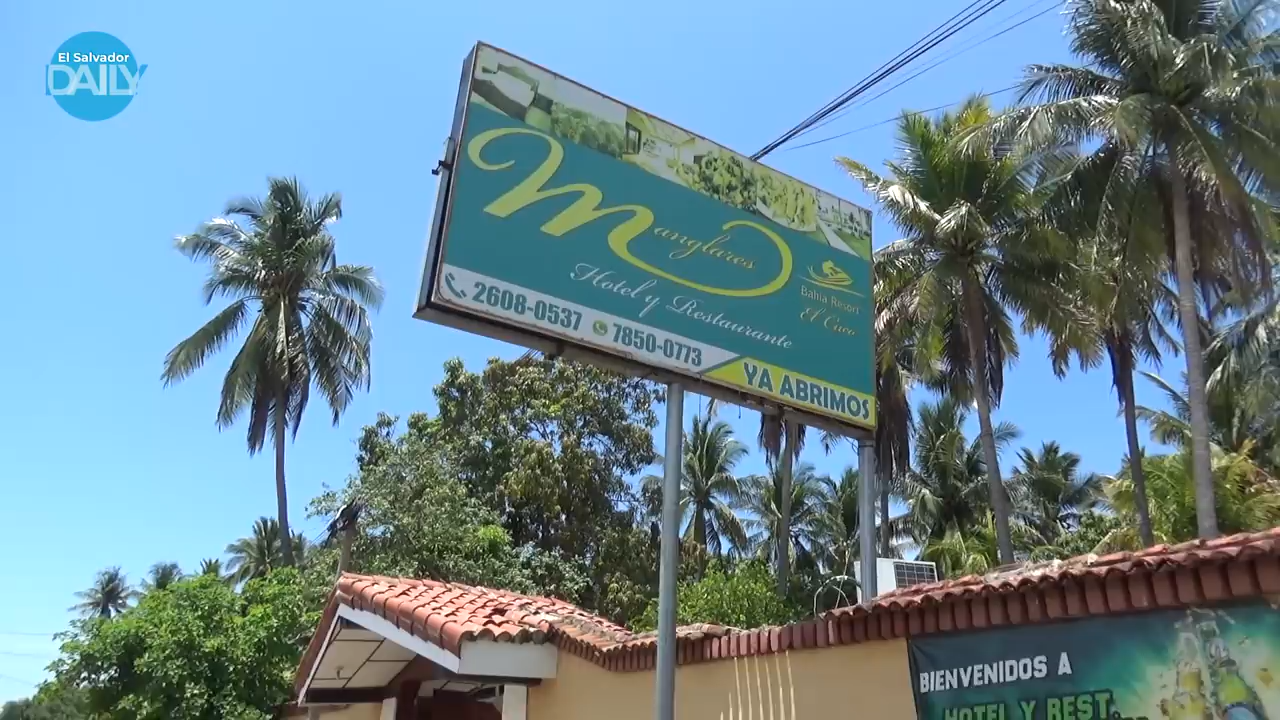 El Salvador
DAILY
Manglares
Hotel y Restaurante
Bahia Resort
El Cuco
2608-0537 7850-0773
YA ABRIMOS
BIENVENIDOS A
HOTEL Y REST.